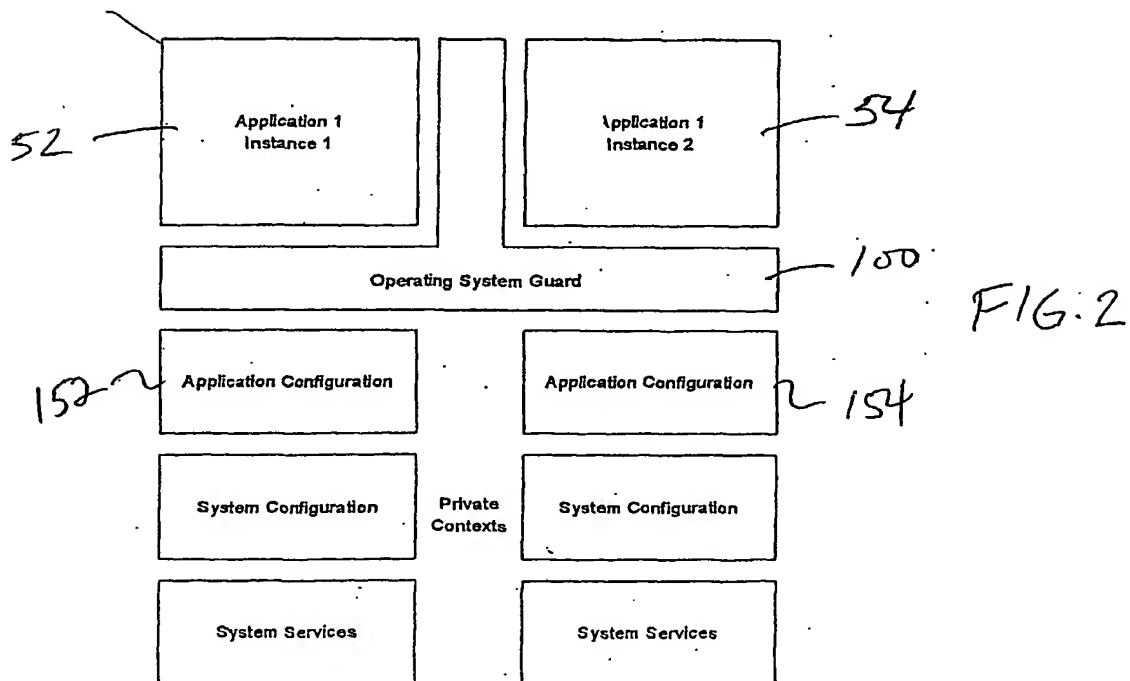 Application 1
Instance 1
Application 1
Instance 2
52
54
Operating System Guard
100
FIG. 2
Application Configuration
Application Configuration
152
154
System Configuration
Private
Contexts
System Configuration
System Services
System Services